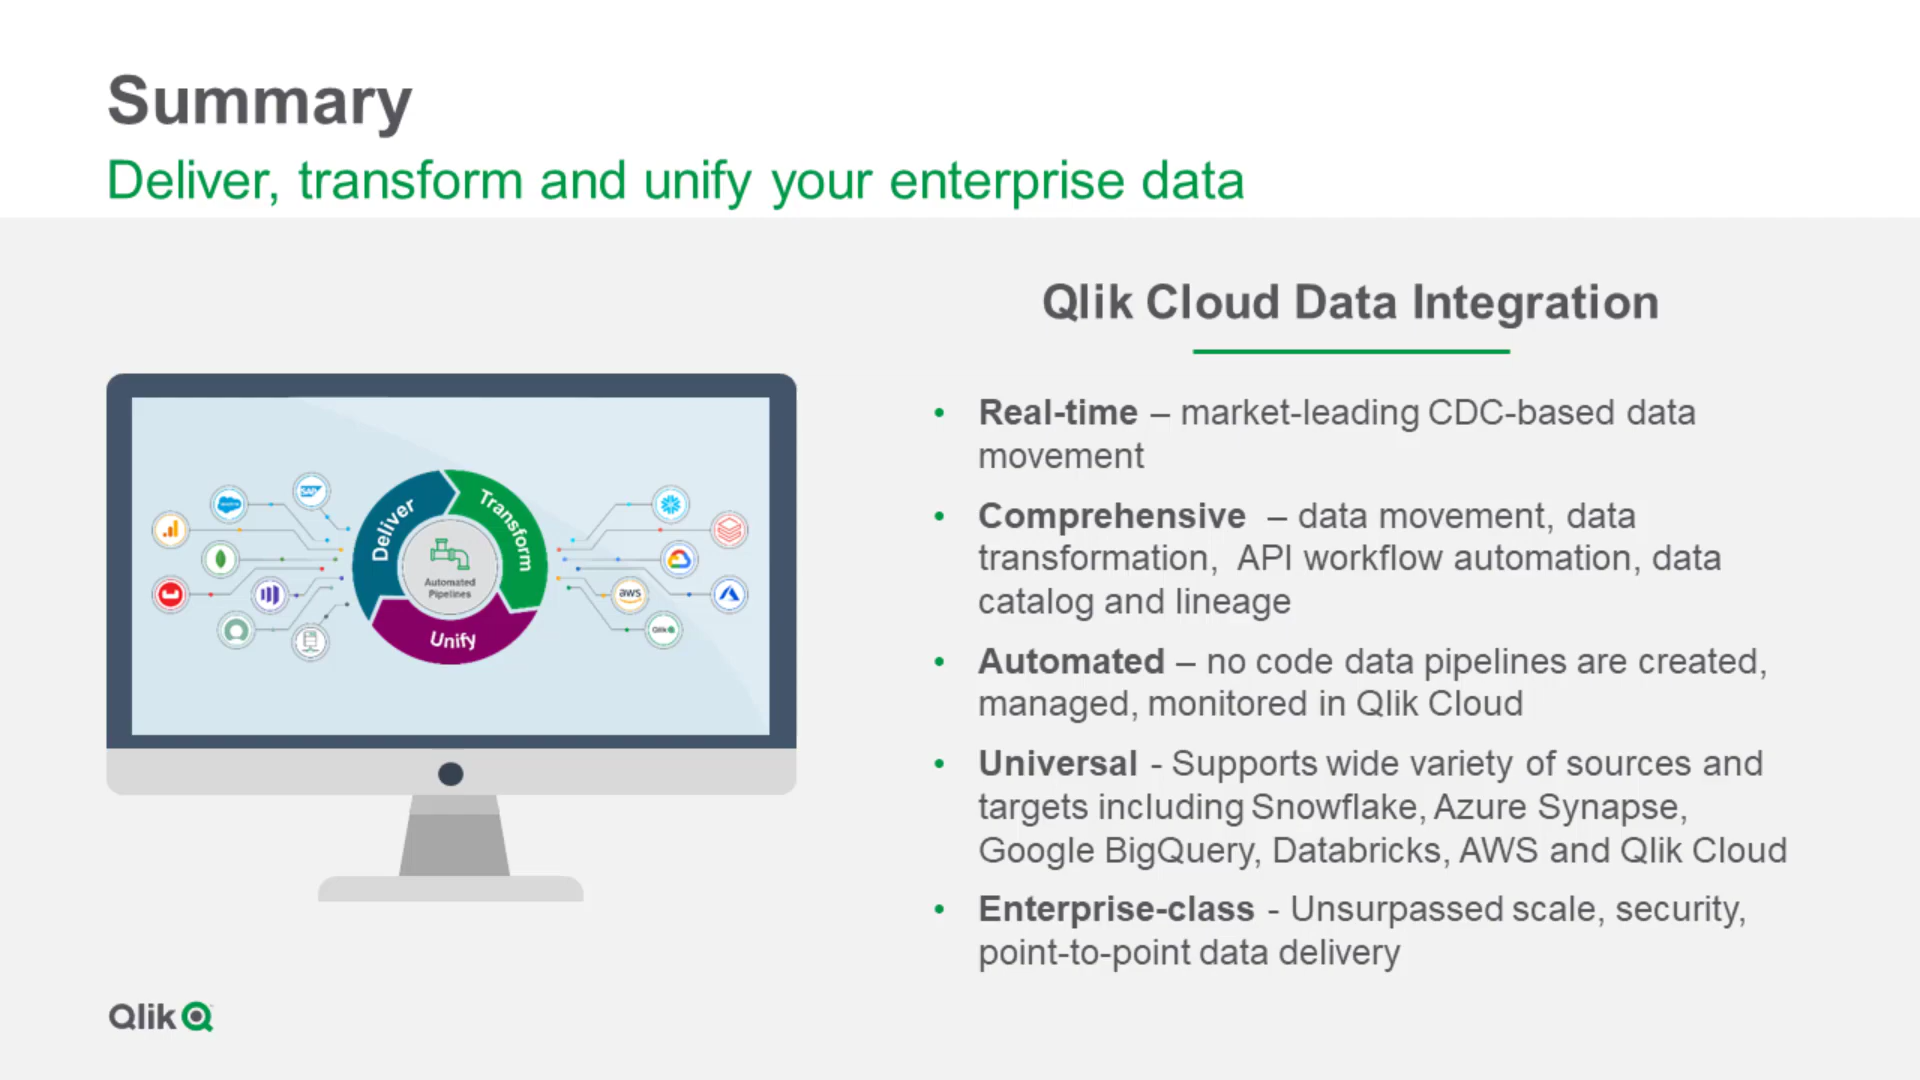 Summary
Deliver, transform and unify your enterprise data
Qlik Cloud Data Integration
• Real-time – market-leading CDC-based data
movement
• Comprehensive – data movement, data
transformation, API workflow automation, data
catalog and lineage
• Automated – no code data pipelines are created,
managed, monitored in Qlik Cloud
• Universal - Supports wide variety of sources and
targets including Snowflake, Azure Synapse,
Google BigQuery, Databricks, AWS and Qlik Cloud
• Enterprise-class - Unsurpassed scale, security,
point-to-point data delivery
SAP
Deliver
Transform
Automated
Pipelines
Unify
aws
Qlik
Qlik